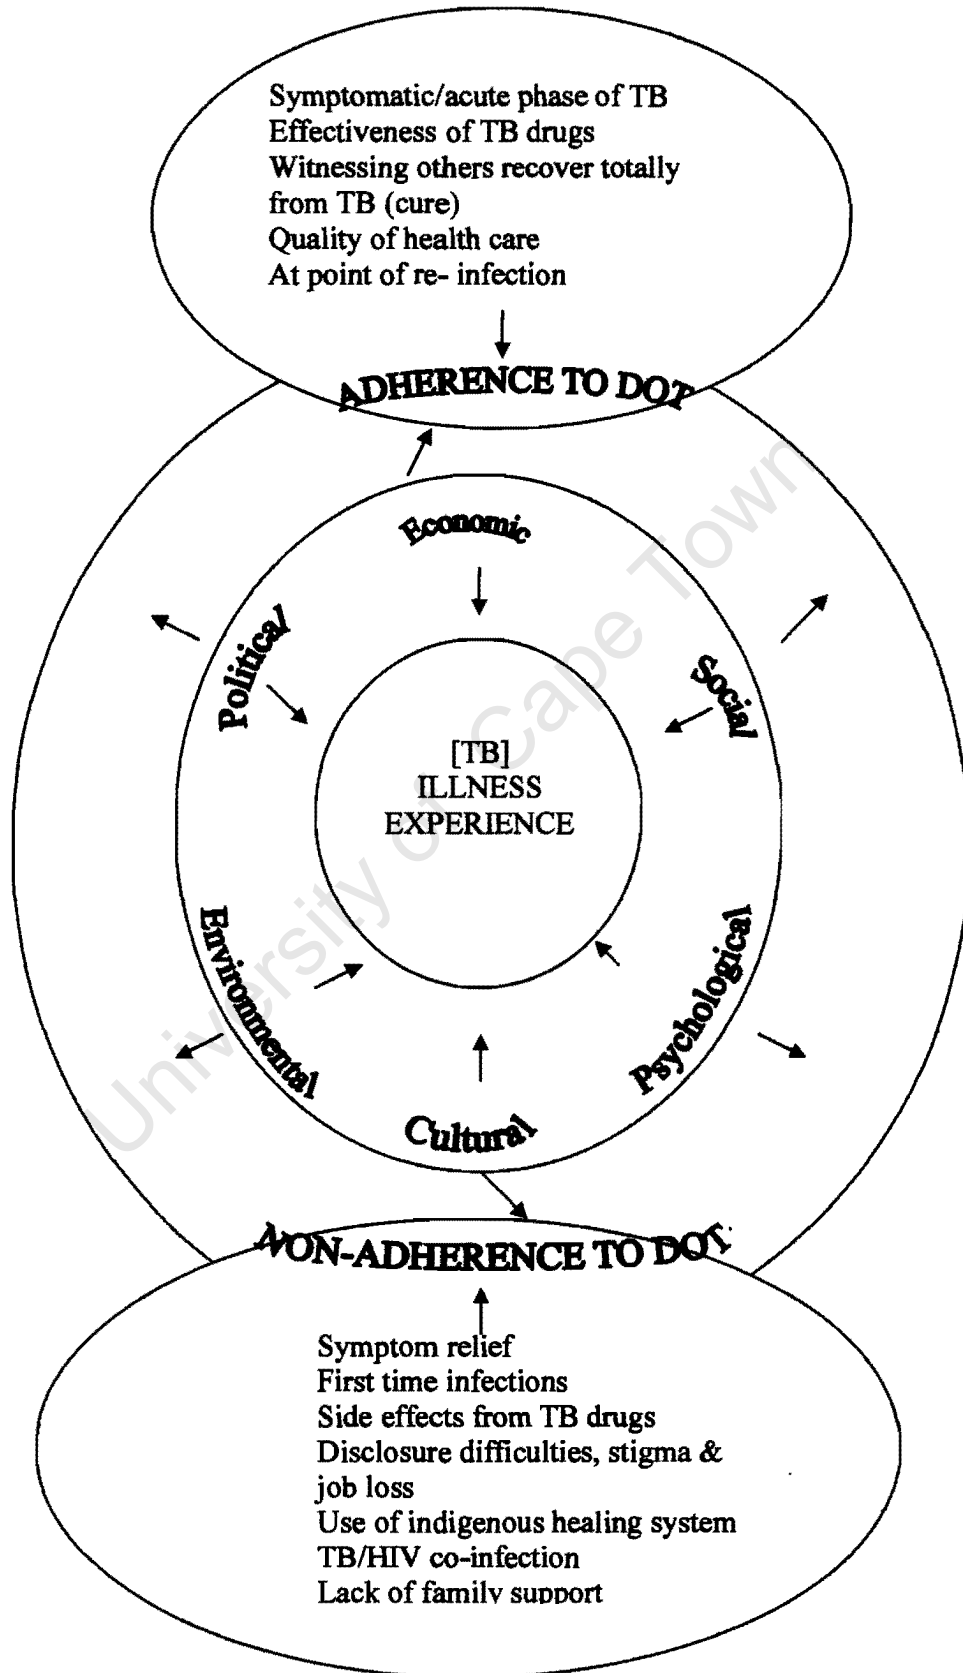 Symptomatic/acute phase of TB
Effectiveness of TB drugs
Witnessing others recover totally
from TB (cure)
Quality of health care
At point of re- infection
ADHERENCE TO DOT
Economic
Political
Social
[TB]
ILLNESS
EXPERIENCE
Environmental
Psychological
Cultural
University of Cape Town
NON-ADHERENCE TO DOT
Symptom relief
First time infections
Side effects from TB drugs
Disclosure difficulties, stigma &
job loss
Use of indigenous healing system
TB/HIV co-infection
Lack of family support